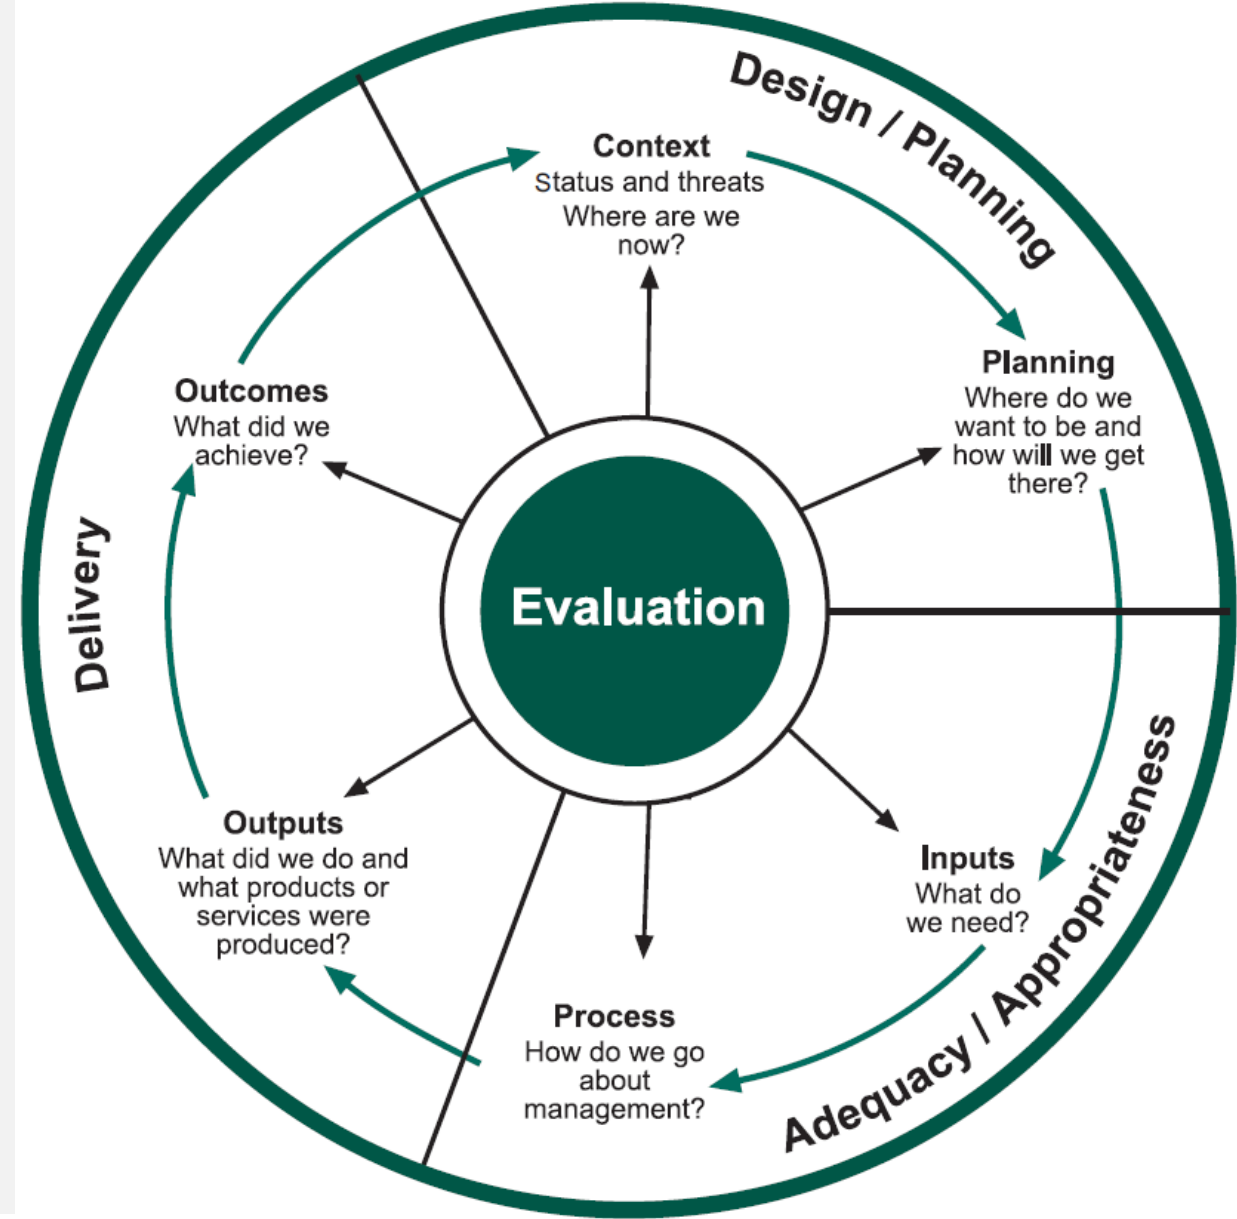 Design / Planning
Context
Status and threats
Where are we
now?
Planning
Where do we
want to be and
how will we get
there?
Outcomes
What did we
achieve?
Delivery
Evaluation
Adequacy / Appropriateness
Inputs
What do
we need?
Outputs
What did we do and
what products or
services were
produced?
Process
How do we go
about
management?